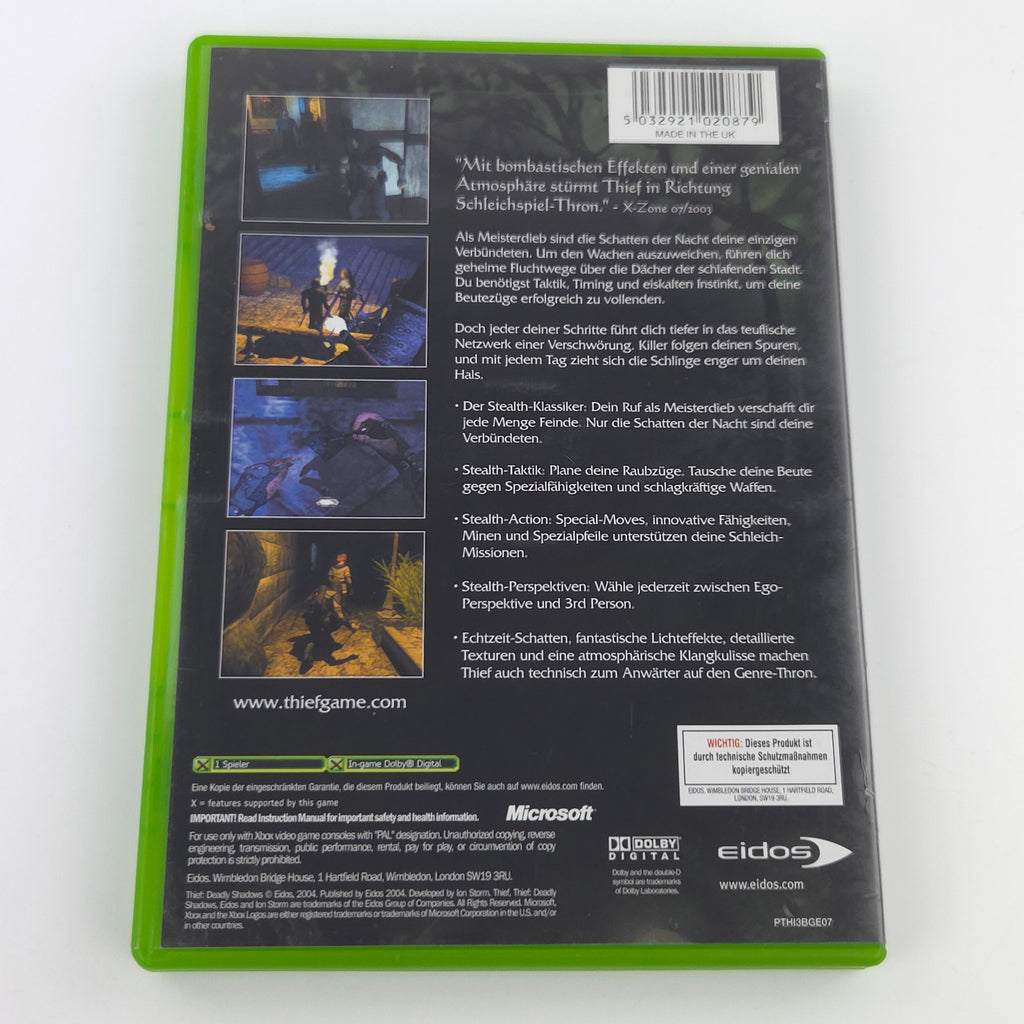 5 032921 020879
MADE IN THE UK
"Mit bombastischen Effekten und einer genialen
Atmosphäre stürmt Thief in Richtung
Schleichspiel-Thron." - X-Zone 07/2003
Als Meisterdieb sind die Schatten der Nacht deine einzigen
Verbündeten. Um den Wachen auszuweichen, führen dich
geheime Fluchtwege über die Dächer der schlafenden Stadt.
Du benötigst Taktik, Timing und eiskalten Instinkt, um deine
Beutezüge erfolgreich zu vollenden.
Doch jeder deiner Schritte führt dich tiefer in das teuflische
Netzwerk einer Verschwörung. Killer folgen deinen Spuren,
und mit jedem Tag zieht sich die Schlinge enger um deinen
Hals.
• Der Stealth-Klassiker: Dein Ruf als Meisterdieb verschafft dir
jede Menge Feinde. Nur die Schatten der Nacht sind deine
Verbündeten.
• Stealth-Taktik: Plane deine Raubzüge. Tausche deine Beute
gegen Spezialfähigkeiten und schlagkräftige Waffen.
• Stealth-Action: Special-Moves, innovative Fähigkeiten,
Minen und Spezialpfeile unterstützen deine Schleich-
Missionen.
• Stealth-Perspektiven: Wähle jederzeit zwischen Ego-
Perspektive und 3rd Person.
• Echtzeit-Schatten, fantastische Lichteffekte, detaillierte
Texturen und eine atmosphärische Klangkulisse machen
Thief auch technisch zum Anwärter auf den Genre-Thron.
www.thiefgame.com
WICHTIG: Dieses Produkt ist
durch technische Schutzmaßnahmen
kopiergeschützt
EIDOS, WIMBLEDON BRIDGE HOUSE, 1 HARTFIELD ROAD,
LONDON, SW19 3RU.
X 1 Spieler
X In-game Dolby® Digital
Eine Kopie der eingeschränkten Garantie, die diesem Produkt beiliegt, können Sie auch auf www.eidos.com finden.
X = features supported by this game
IMPORTANT! Read Instruction Manual for important safety and health information.
Microsoft
For use only with Xbox video game consoles with "PAL" designation. Unauthorized copying, reverse
engineering, transmission, public performance, rental, pay for play, or circumvention of copy
protection is strictly prohibited.
Eidos. Wimbledon Bridge House, 1 Hartfield Road, Wimbledon, London SW19 3RU.
Thief: Deadly Shadows © Eidos, 2004. Published by Eidos 2004. Developed by Ion Storm. Thief, Thief: Deadly
Shadows, Eidos and Ion Storm are trademarks of the Eidos Group of Companies. All Rights Reserved. Microsoft,
Xbox and the Xbox Logos are either registered trademarks or trademarks of Microsoft Corporation in the U.S. and/or
in other countries.
DOLBY
DIGITAL
Dolby and the double-D
symbol are trademarks
of Dolby Laboratories.
eidos
www.eidos.com
PTHI3BGE07